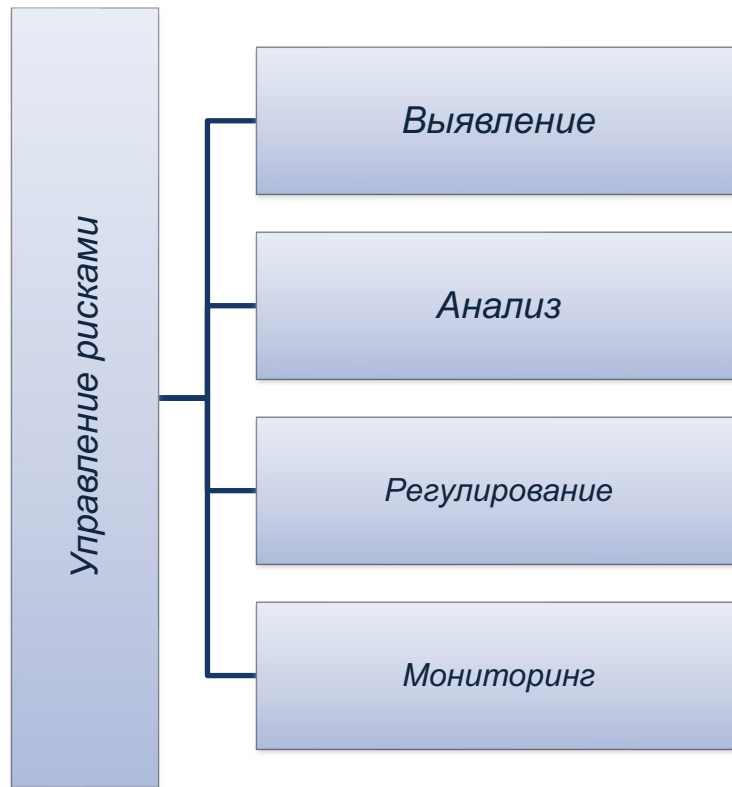 Управление рисками
Выявление
Анализ
Регулирование
Мониторинг